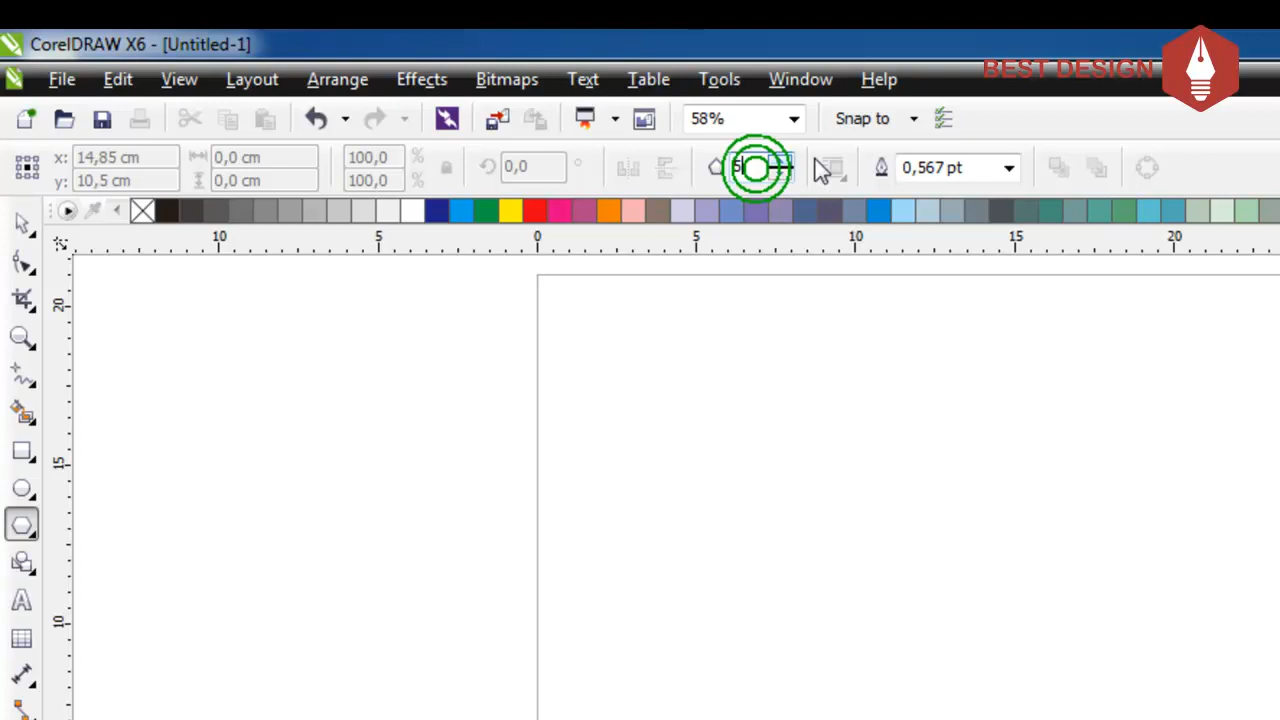 CorelDRAW X6 - [Untitled-1]
BEST DESIGN
File Edit View Layout Arrange Effects Bitmaps Text Table Tools Window Help
58% Snap to
x: 14,85 cm 0,0 cm 100,0 % 0,0 ° 5 0,567 pt
y: 10,5 cm 0,0 cm 100,0 %
10 5 0 5 10 15 20
20
15
10